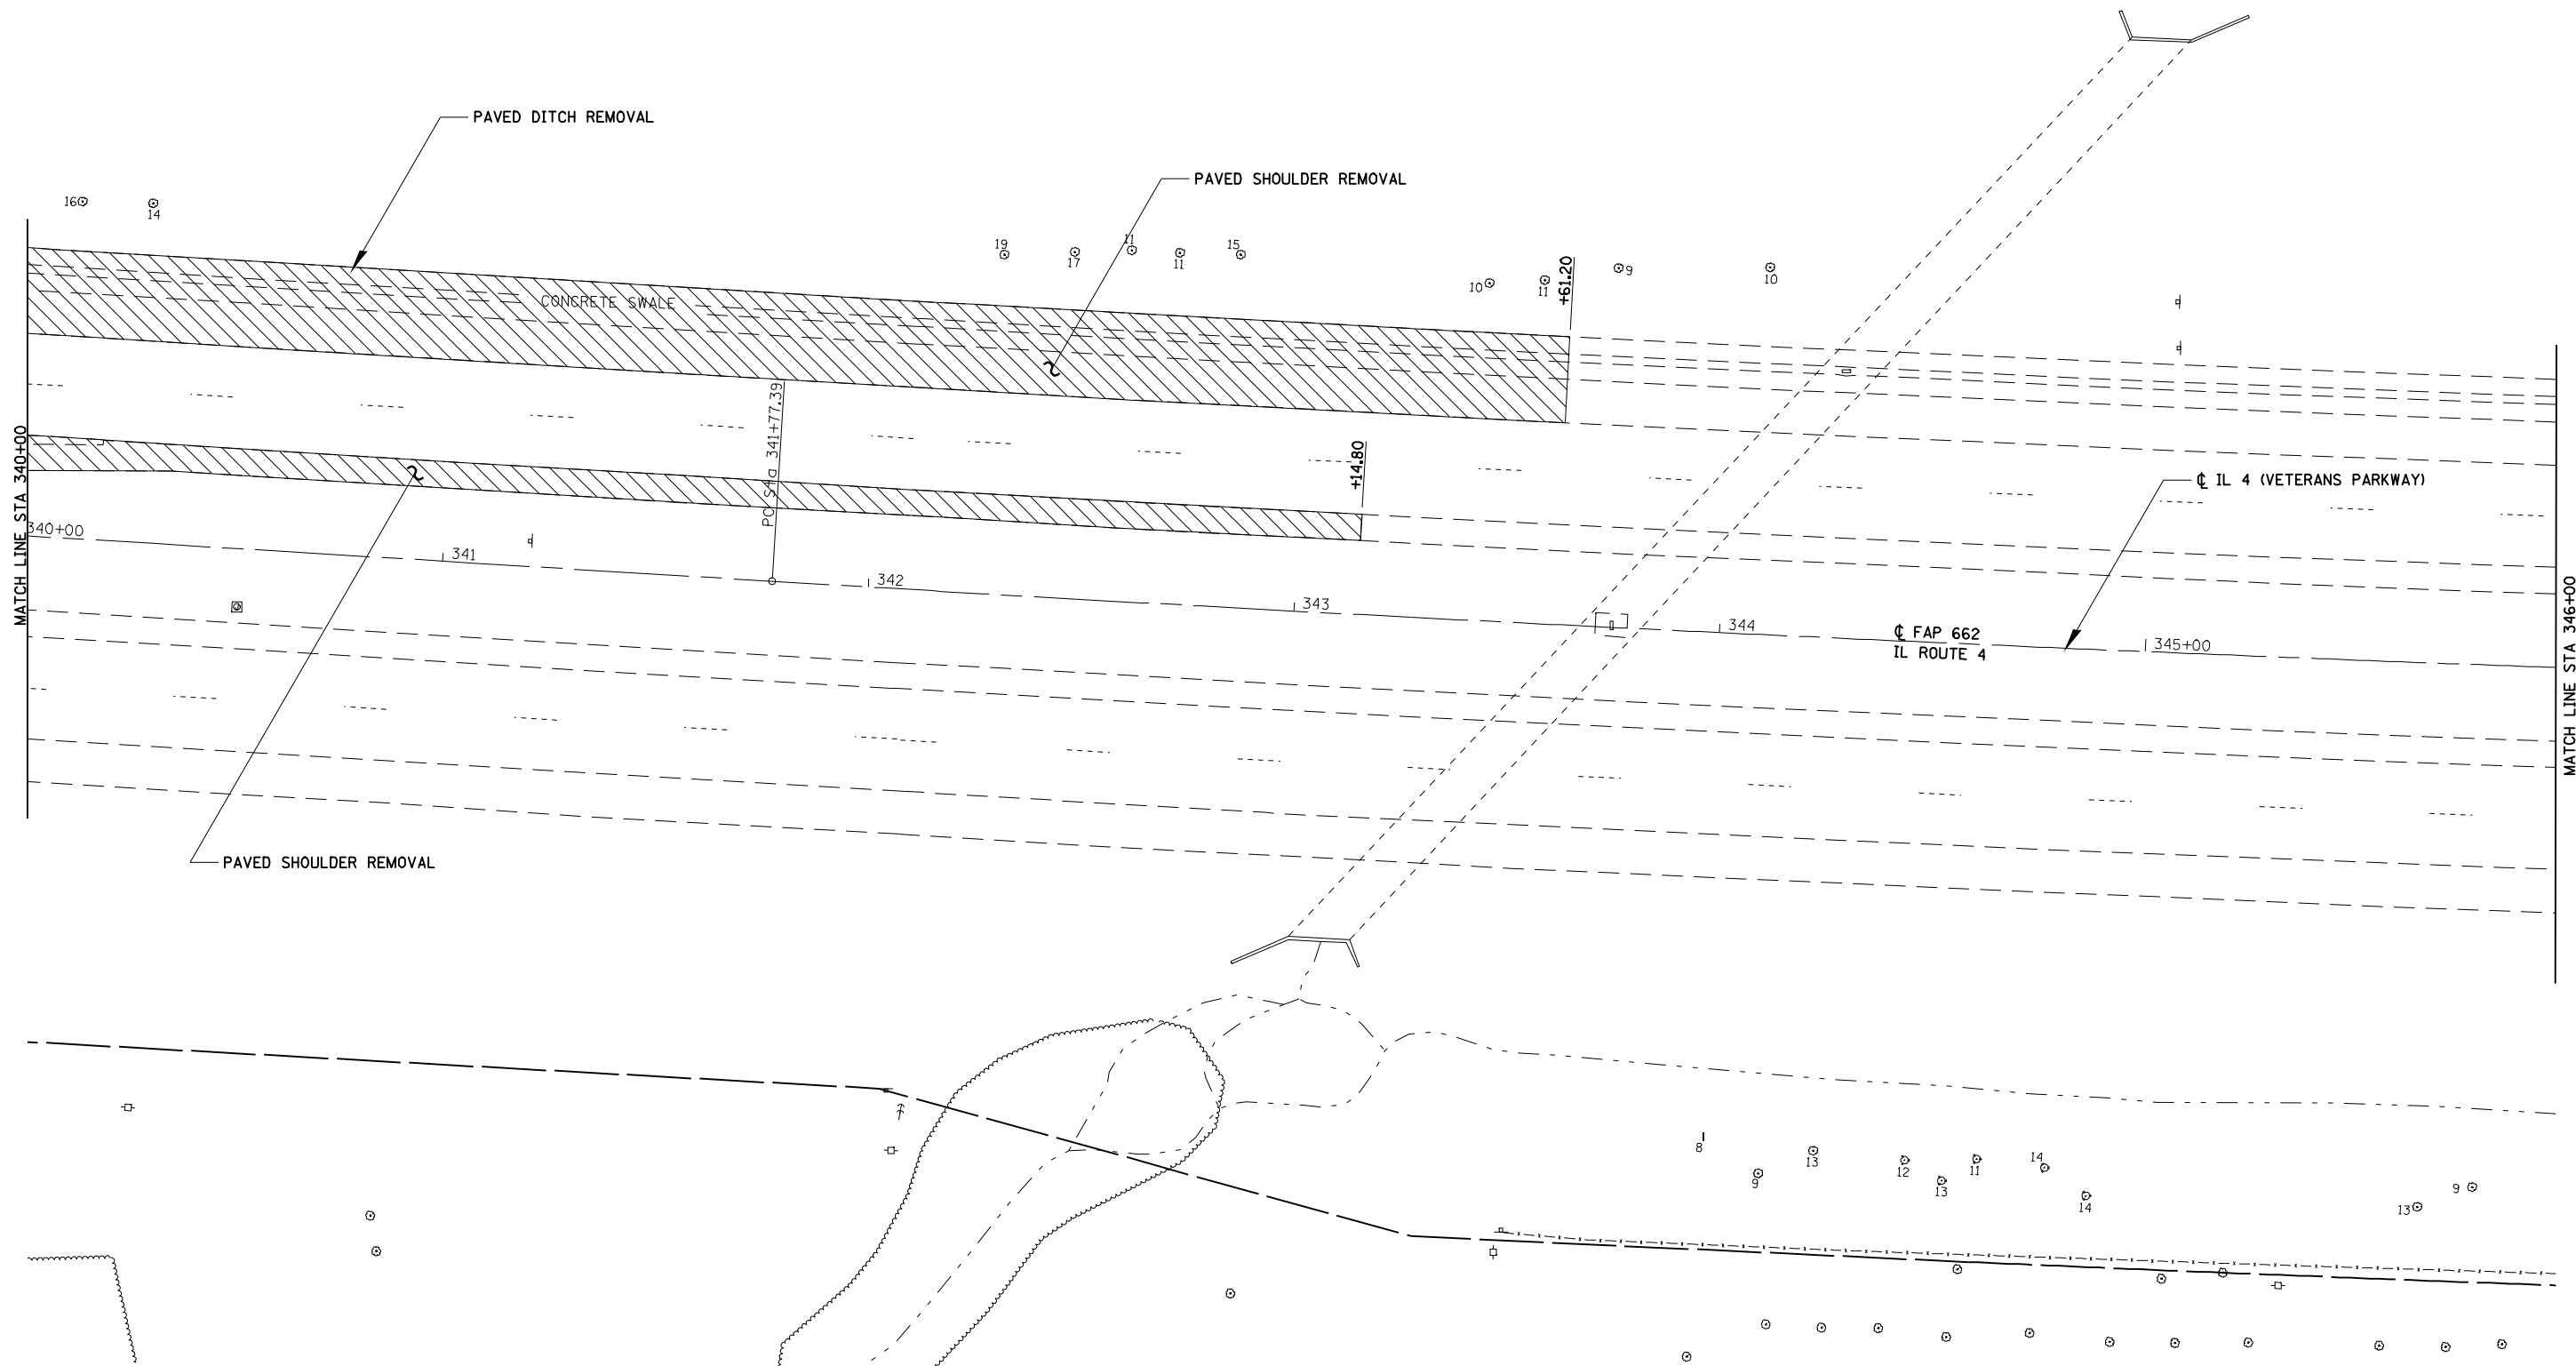 PAVED DITCH REMOVAL
PAVED SHOULDER REMOVAL
16
14
19
17
11
11
15
10
11
9
10
+61.20
CONCRETE SWALE
PC Sta 341+77.39
+14.80
MATCH LINE STA 340+00
℄ IL 4 (VETERANS PARKWAY)
340+00
341
342
343
344
℄ FAP 662
IL ROUTE 4
345+00
MATCH LINE STA 346+00
PAVED SHOULDER REMOVAL
8
9
13
12
13
11
14
14
13
9